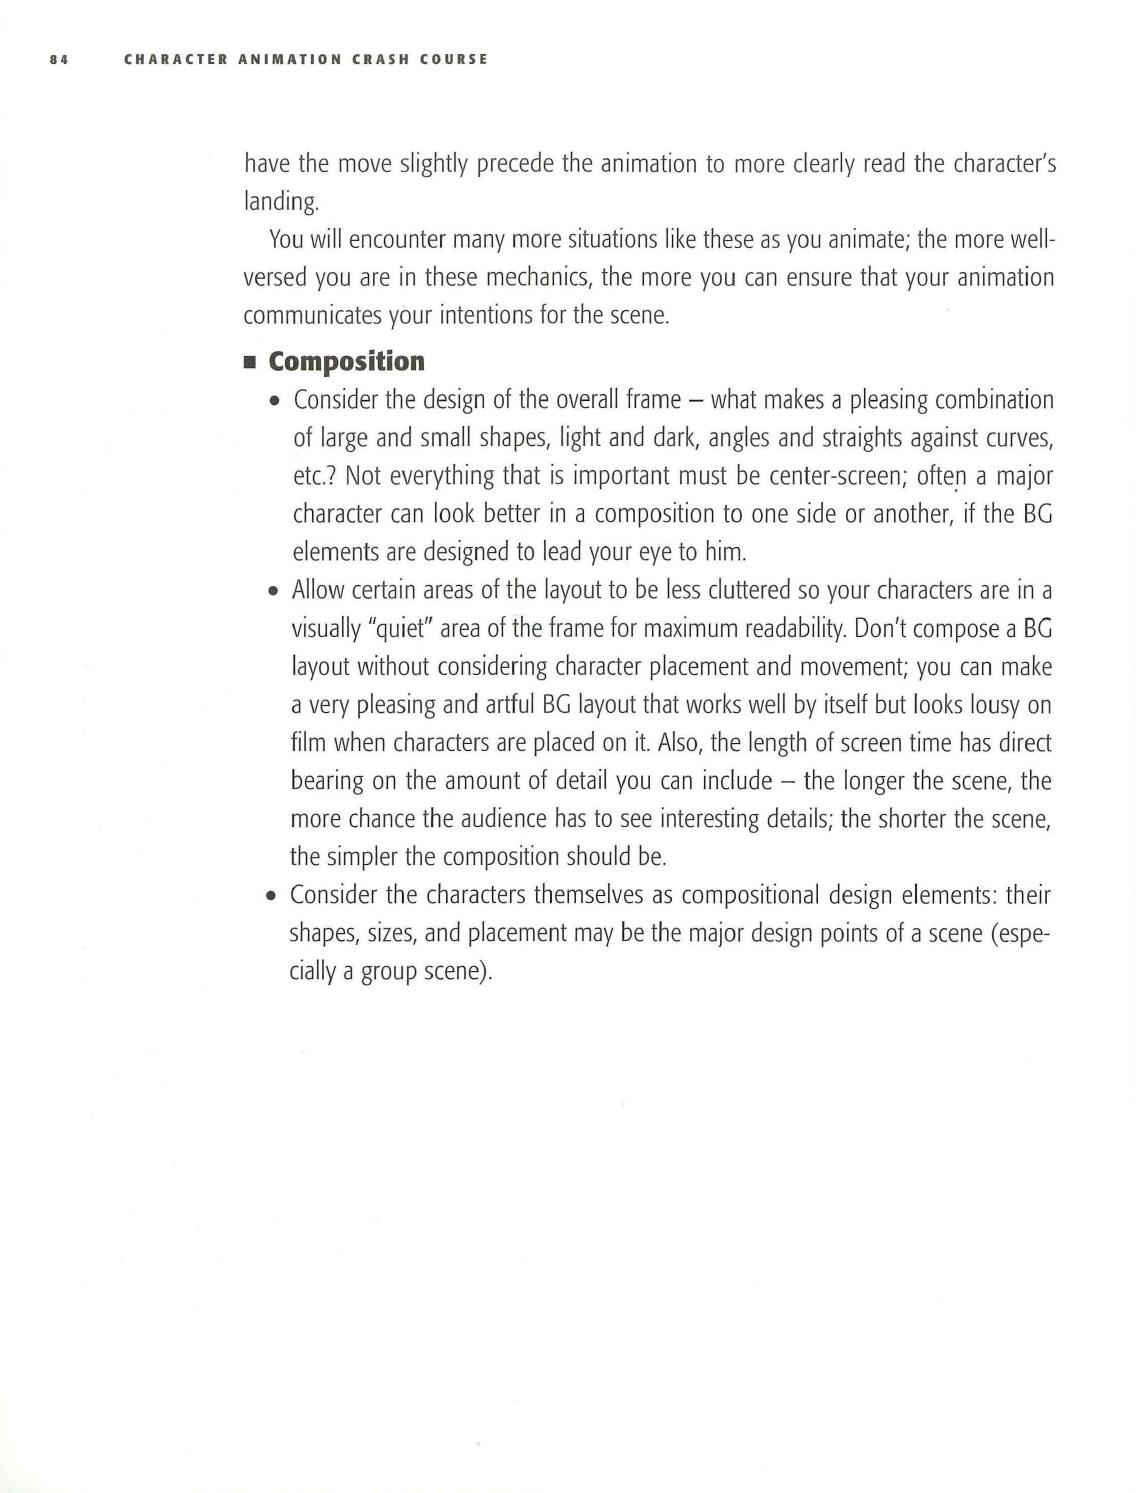 84 CHARACTER ANIMATION CRASH COURSE
have the move slightly precede the animation to more clearly read the character's
landing.
You will encounter many more situations like these as you animate; the more well-
versed you are in these mechanics, the more you can ensure that your animation
communicates your intentions for the scene.
■ Composition
• Consider the design of the overall frame – what makes a pleasing combination
of large and small shapes, light and dark, angles and straights against curves,
etc.? Not everything that is important must be center-screen; often a major
character can look better in a composition to one side or another, if the BG
elements are designed to lead your eye to him.
• Allow certain areas of the layout to be less cluttered so your characters are in a
visually "quiet" area of the frame for maximum readability. Don't compose a BG
layout without considering character placement and movement; you can make
a very pleasing and artful BG layout that works well by itself but looks lousy on
film when characters are placed on it. Also, the length of screen time has direct
bearing on the amount of detail you can include – the longer the scene, the
more chance the audience has to see interesting details; the shorter the scene,
the simpler the composition should be.
• Consider the characters themselves as compositional design elements: their
shapes, sizes, and placement may be the major design points of a scene (espe-
cially a group scene).